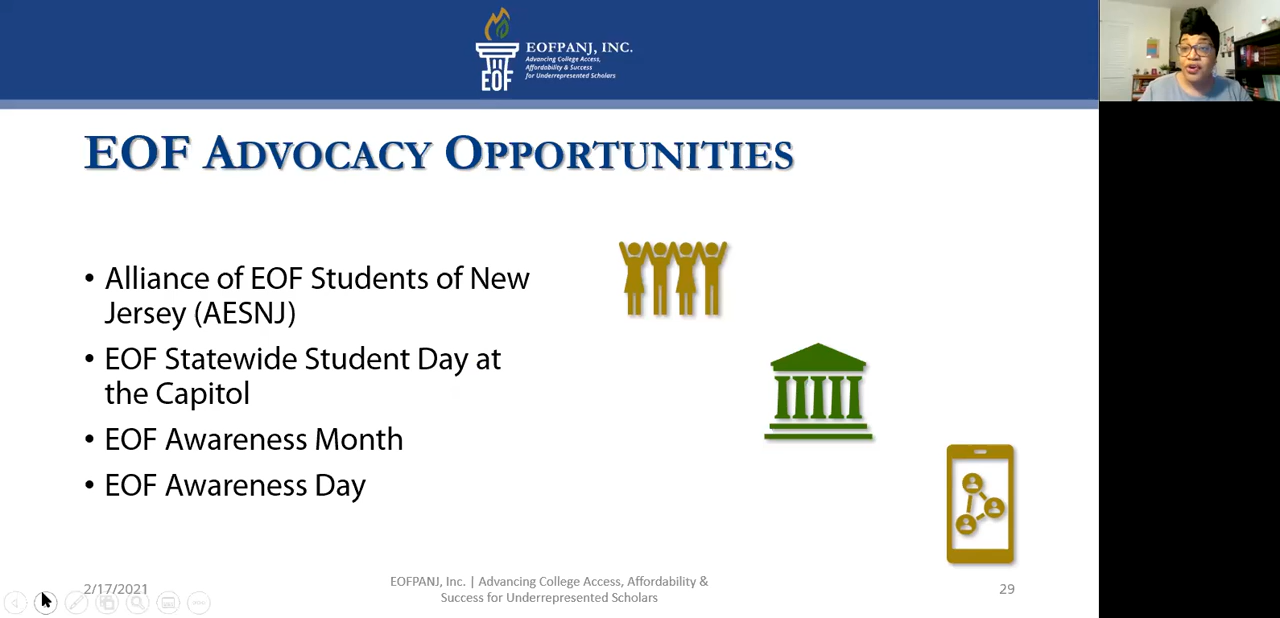 EOFPANJ, INC.
Advancing College Access,
Affordability & Success
for Underrepresented Scholars
EOF
EOF ADVOCACY OPPORTUNITIES
• Alliance of EOF Students of New
Jersey (AESNJ)
• EOF Statewide Student Day at
the Capitol
• EOF Awareness Month
• EOF Awareness Day
2/17/2021
EOFPANJ, Inc. | Advancing College Access, Affordability &
Success for Underrepresented Scholars
29